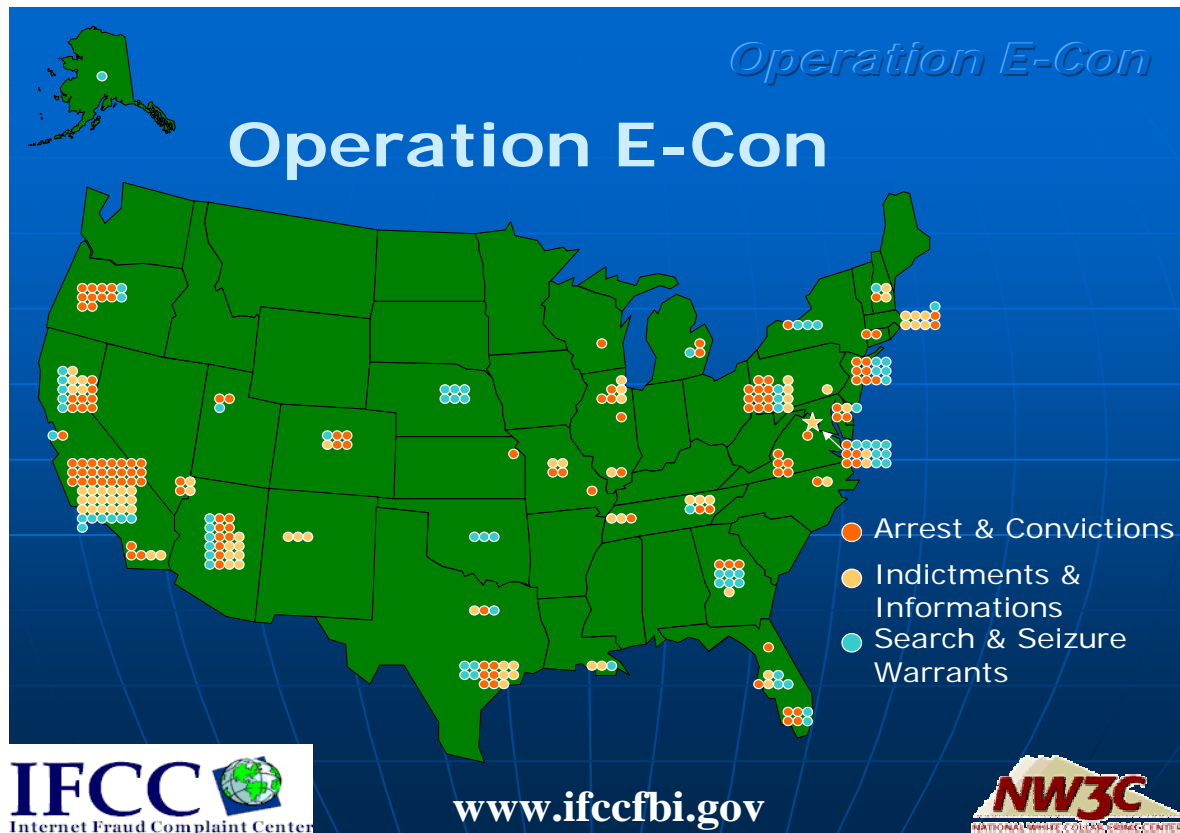 Operation E-Con
Operation E-Con
Arrest & Convictions
Indictments &
Informations
Search & Seizure
Warrants
IFCC
Internet Fraud Complaint Center
www.ifccfbi.gov
NW3C
NATIONAL WHITE COLLAR CRIME CENTER